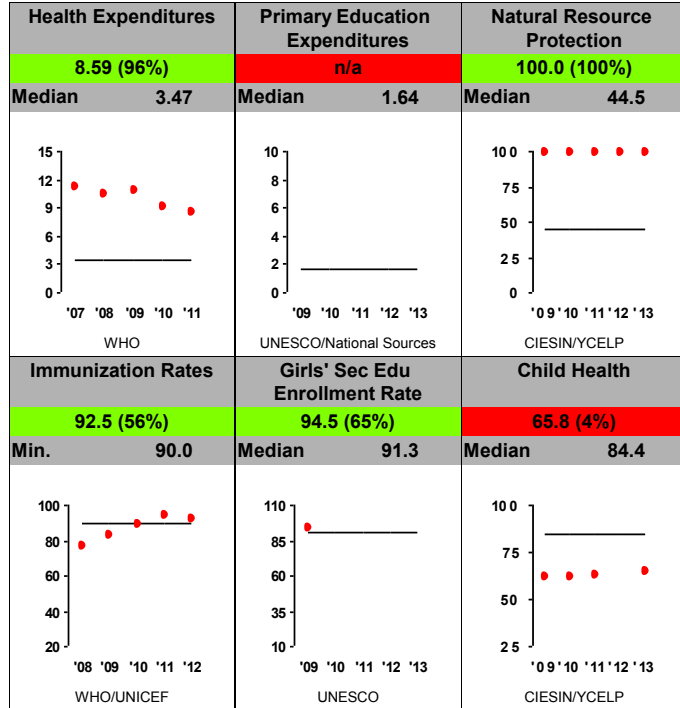 Health Expenditures
8.59 (96%)
Median 3.47
15
12
9
6
3
0
'07 '08 '09 '10 '11
WHO
Primary Education
Expenditures
n/a
Median 1.64
10
8
6
4
2
0
'09 '10 '11 '12 '13
UNESCO/National Sources
Natural Resource
Protection
100.0 (100%)
Median 44.5
100
75
50
25
0
'09 '10 '11 '12 '13
CIESIN/YCELP
Immunization Rates
92.5 (56%)
Min. 90.0
100
80
60
40
20
'08 '09 '10 '11 '12
WHO/UNICEF
Girls' Sec Edu
Enrollment Rate
94.5 (65%)
Median 91.3
110
85
60
35
10
'09 '10 '11 '12 '13
UNESCO
Child Health
65.8 (4%)
Median 84.4
100
75
50
25
'09 '10 '11 '12 '13
CIESIN/YCELP